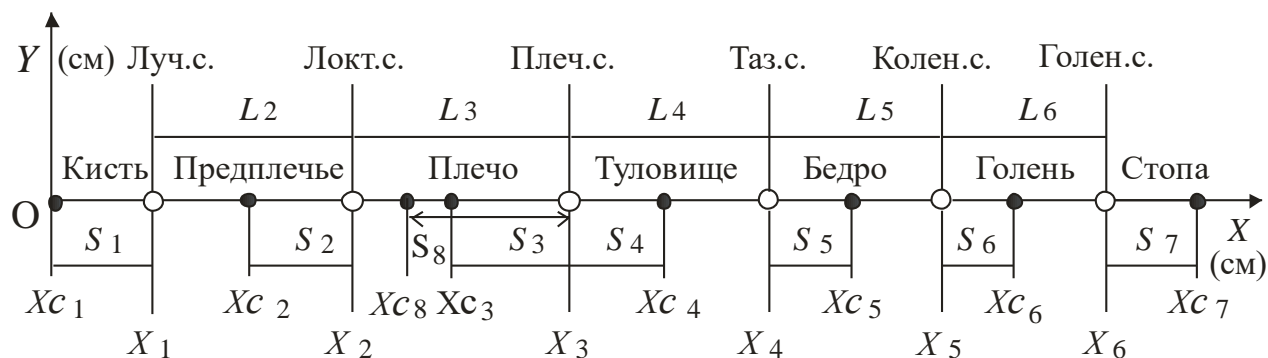 Y (см) Луч.с. Локт.с. Плеч.с. Таз.с. Колен.с. Голен.с.
L2 L3 L4 L5 L6
Кисть Предплечье Плечо Туловище Бедро Голень Стопа
O
S1 S2 S8 S3 S4 S5 S6 S7 X
(см)
Xc1 Xc2 Xc8 Xc3 Xc4 Xc5 Xc6 Xc7
X1 X2 X3 X4 X5 X6